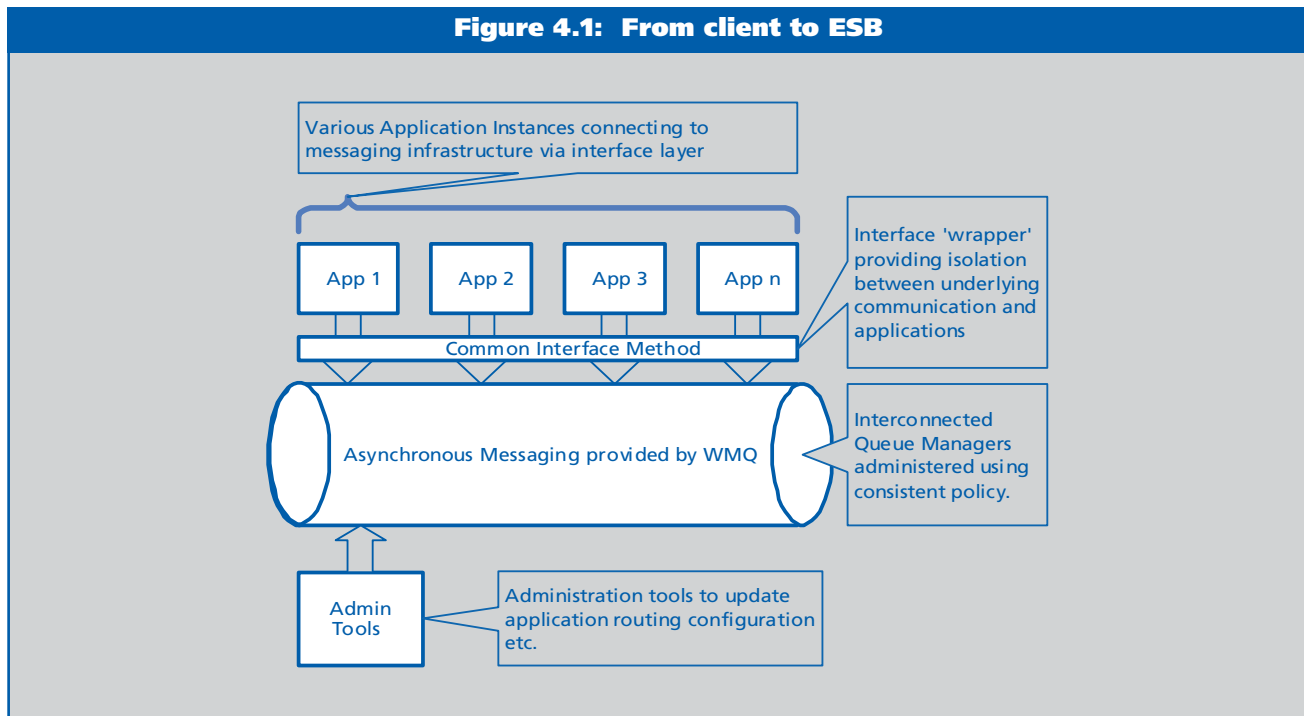 Figure 4.1: From client to ESB
Various Application Instances connecting to
messaging infrastructure via interface layer
Interface 'wrapper'
providing isolation
between underlying
communication and
applications
App 1
App 2
App 3
App n
Common Interface Method
Asynchronous Messaging provided by WMQ
Interconnected
Queue Managers
administered using
consistent policy.
Admin
Tools
Administration tools to update
application routing configuration
etc.